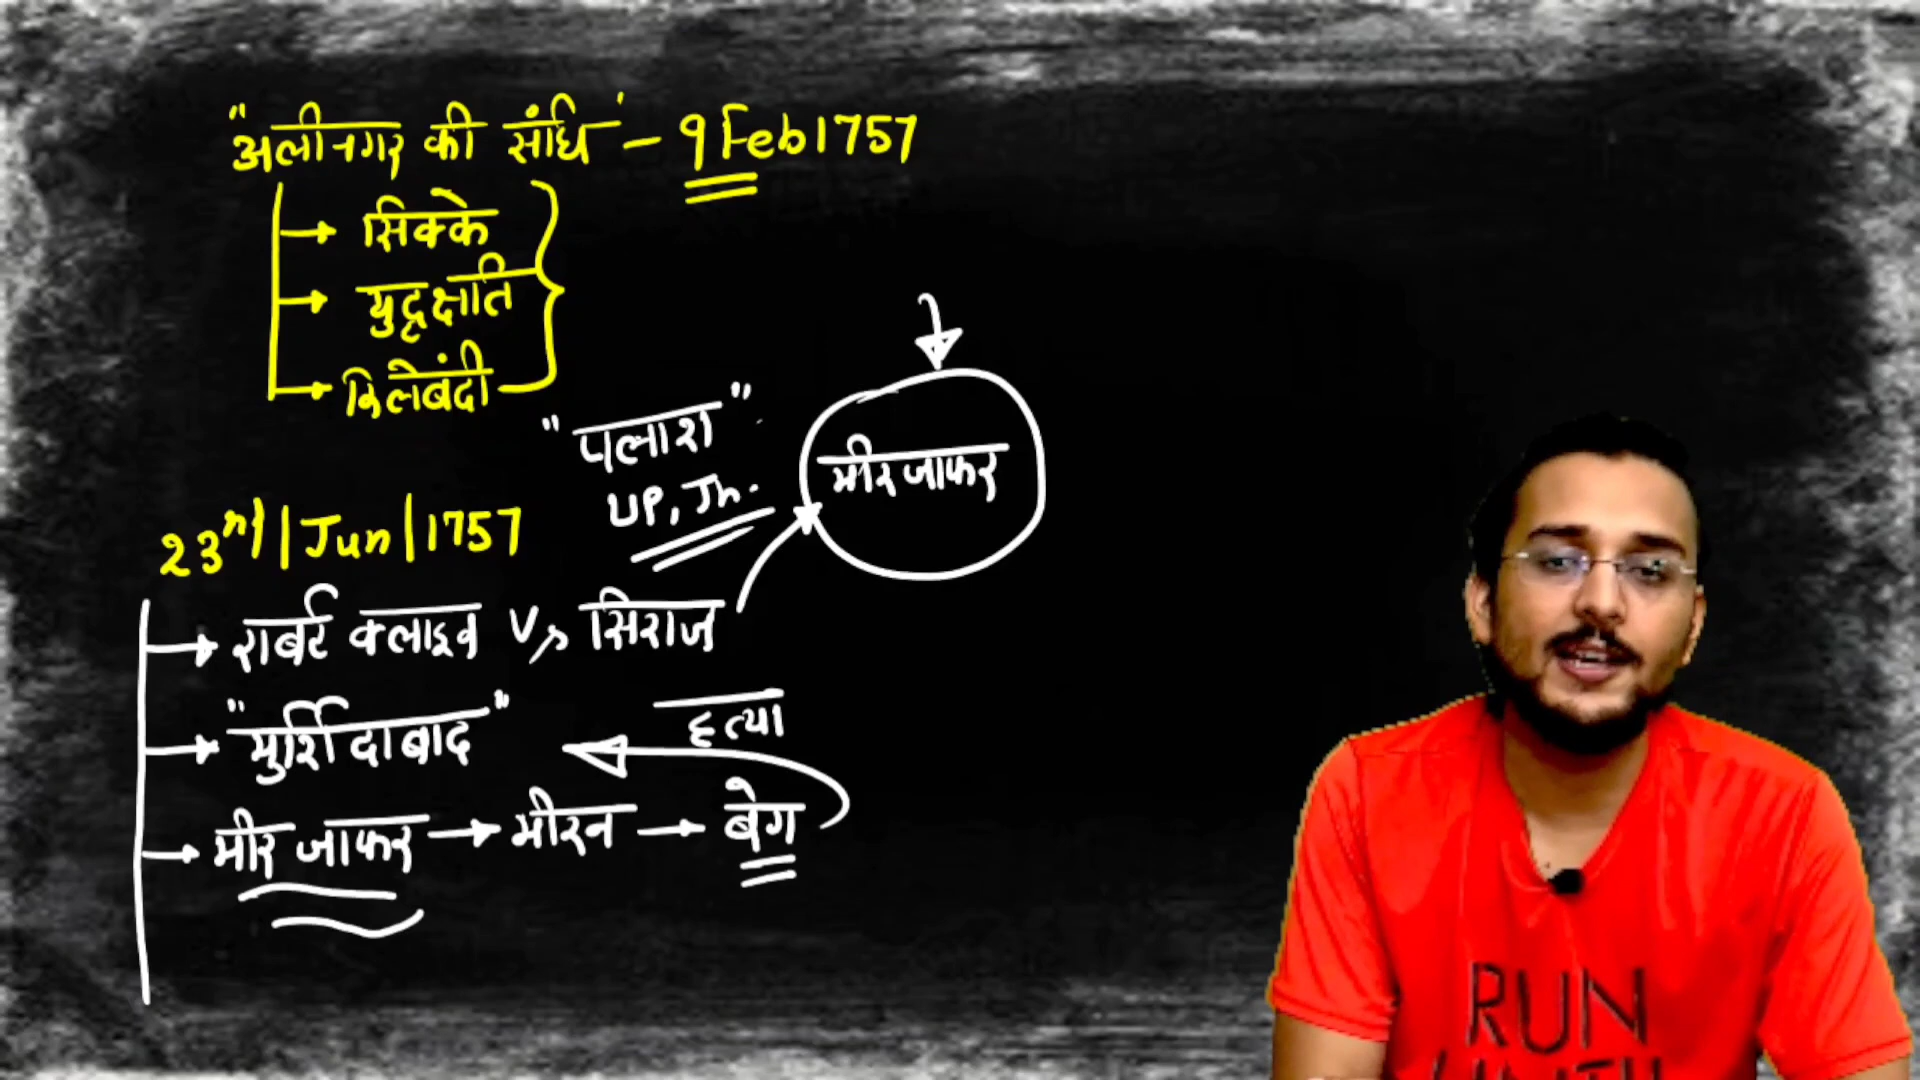 "अलीनगर की संधि' - 9 Feb 1757
→ सिक्के
→ युद्धक्षति
→ किलेबंदी
"पलाश"
UP, Jh.
मीर जाफर
23rd | Jun | 1757
→ राबर्ट क्लाइव Vs सिराज
→ "मुर्शिदाबाद"
हत्या
→ मीर जाफर → मीरन → बेग
RUN